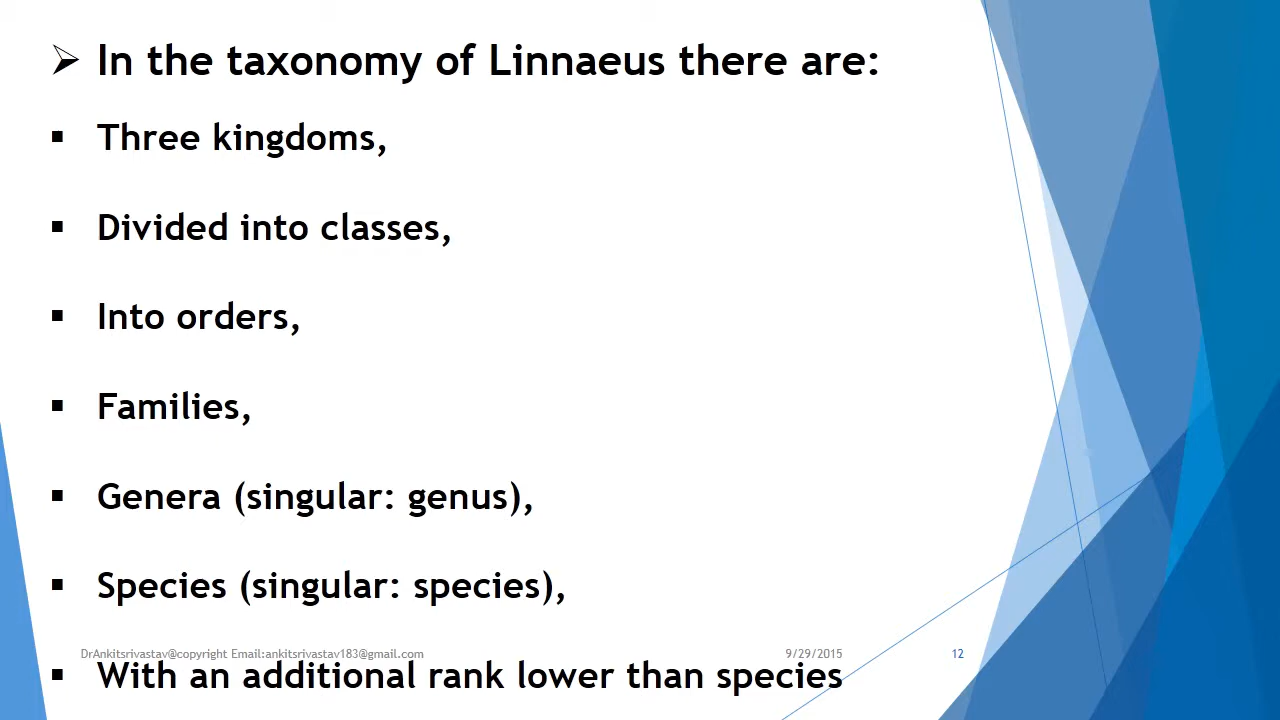 In the taxonomy of Linnaeus there are:
Three kingdoms,
Divided into classes,
Into orders,
Families,
Genera (singular: genus),
Species (singular: species),
DrAnkitsrivastav@copyright Email:ankitsrivastav183@gmail.com 9/29/2015 12
With an additional rank lower than species